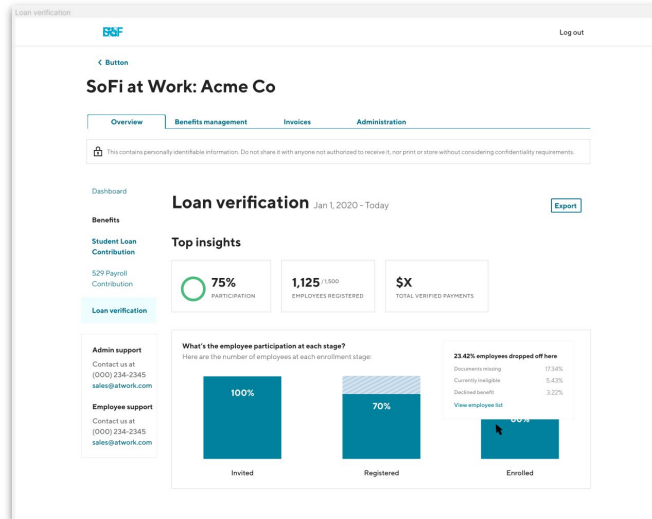 Loan verification
SoFi
Log out
Button
SoFi at Work: Acme Co
Overview
Benefits management
Invoices
Administration
This contains personally identifiable information. Do not share it with anyone not authorized to receive it, nor print or store without considering confidentiality requirements.
Dashboard
Benefits
Student Loan
Contribution
529 Payroll
Contribution
Loan verification
Admin support
Contact us at
(000) 234-2345
sales@atwork.com
Employee support
Contact us at
(000) 234-2345
sales@atwork.com
Loan verification Jan 1, 2020 - Today
Export
Top insights
75%
PARTICIPATION
1,125 /1,500
EMPLOYEES REGISTERED
$X
TOTAL VERIFIED PAYMENTS
What's the employee participation at each stage?
Here are the number of employees at each enrollment stage:
23.42% employees dropped off here
Documents missing 17.34%
Currently ineligible 5.43%
Declined benefit 3.22%
View employee list
100%
70%
60%
Invited
Registered
Enrolled